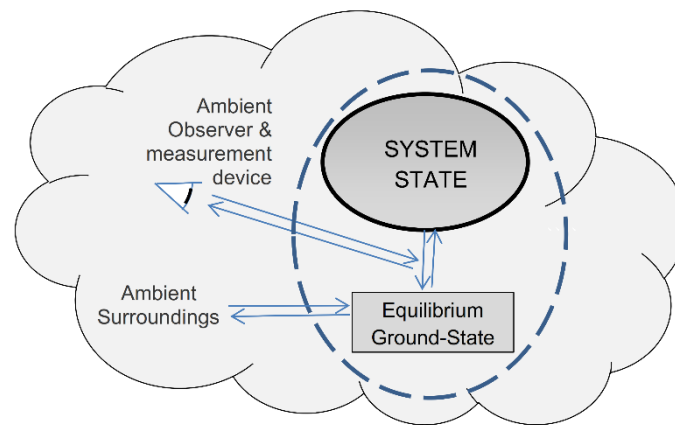 Ambient
Observer &
measurement
device
SYSTEM
STATE
Ambient
Surroundings
Equilibrium
Ground-State